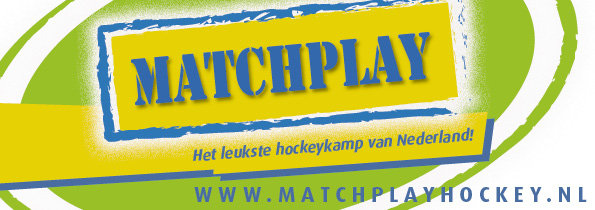 MATCHPLAY
Het leukste hockeykamp van Nederland!
WWW.MATCHPLAYHOCKEY.NL